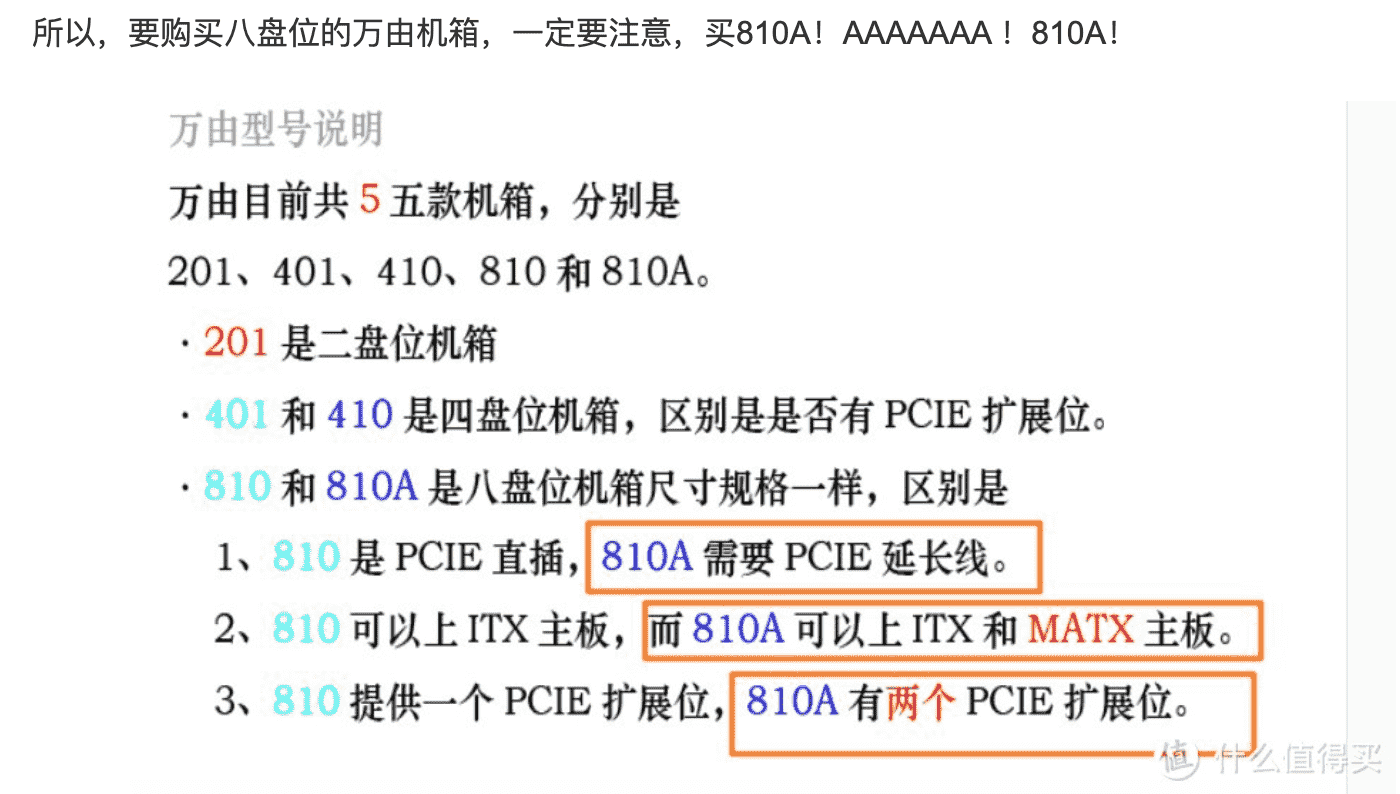 所以，要购买八盘位的万由机箱，一定要注意，买810A！AAAAAAA ！810A！
万由型号说明
万由目前共 5 五款机箱，分别是
201、401、410、810 和 810A。
· 201 是二盘位机箱
· 401 和 410 是四盘位机箱，区别是是否有 PCIE 扩展位。
· 810 和 810A 是八盘位机箱尺寸规格一样，区别是
1、810 是 PCIE 直插，810A 需要 PCIE 延长线。
2、810 可以上 ITX 主板，而 810A 可以上 ITX 和 MATX 主板。
3、810 提供一个 PCIE 扩展位，810A 有两个 PCIE 扩展位。
值 什么值得买